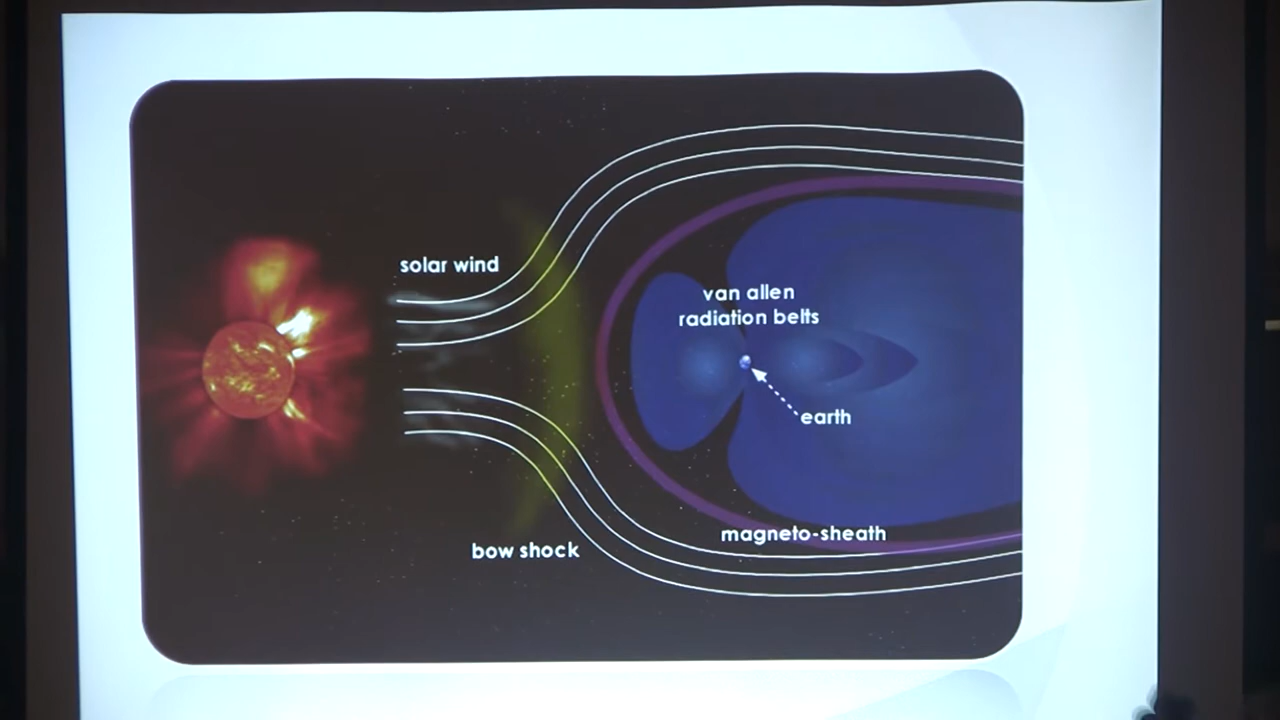 solar wind
van allen
radiation belts
earth
magneto-sheath
bow shock